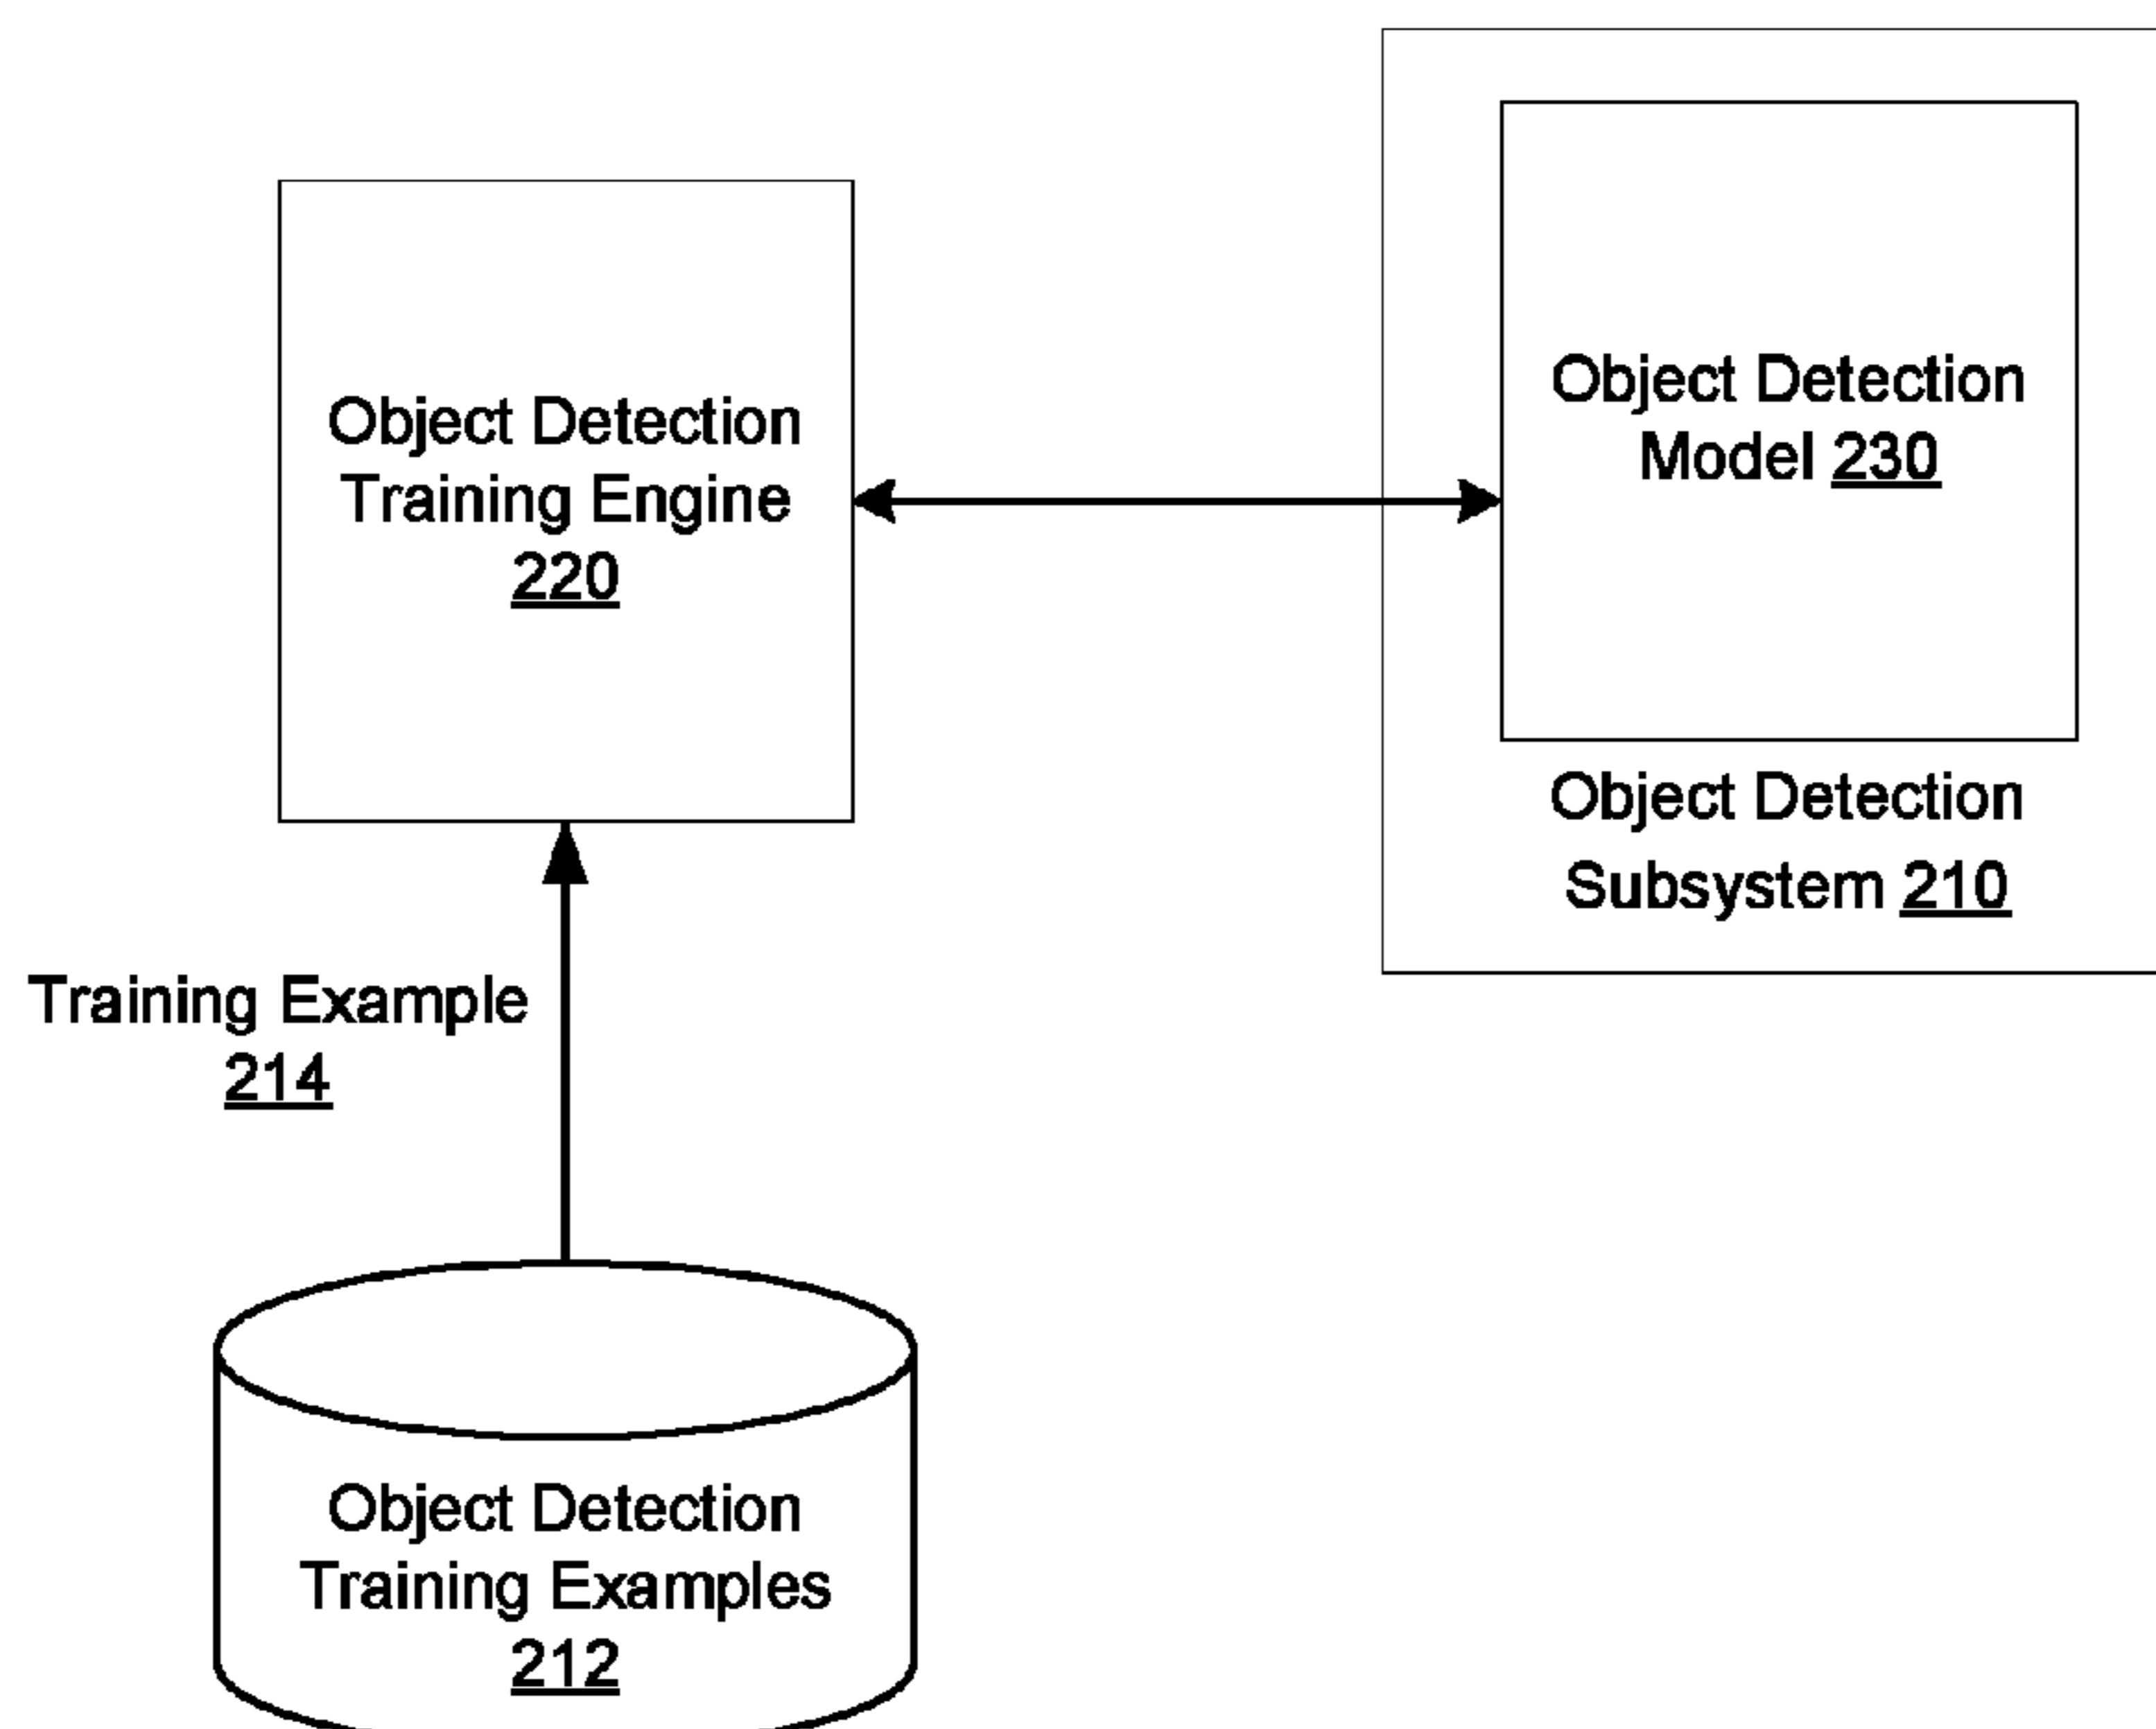 Object Detection
Training Engine
220
Object Detection
Model 230
Object Detection
Subsystem 210
Training Example
214
Object Detection
Training Examples
212